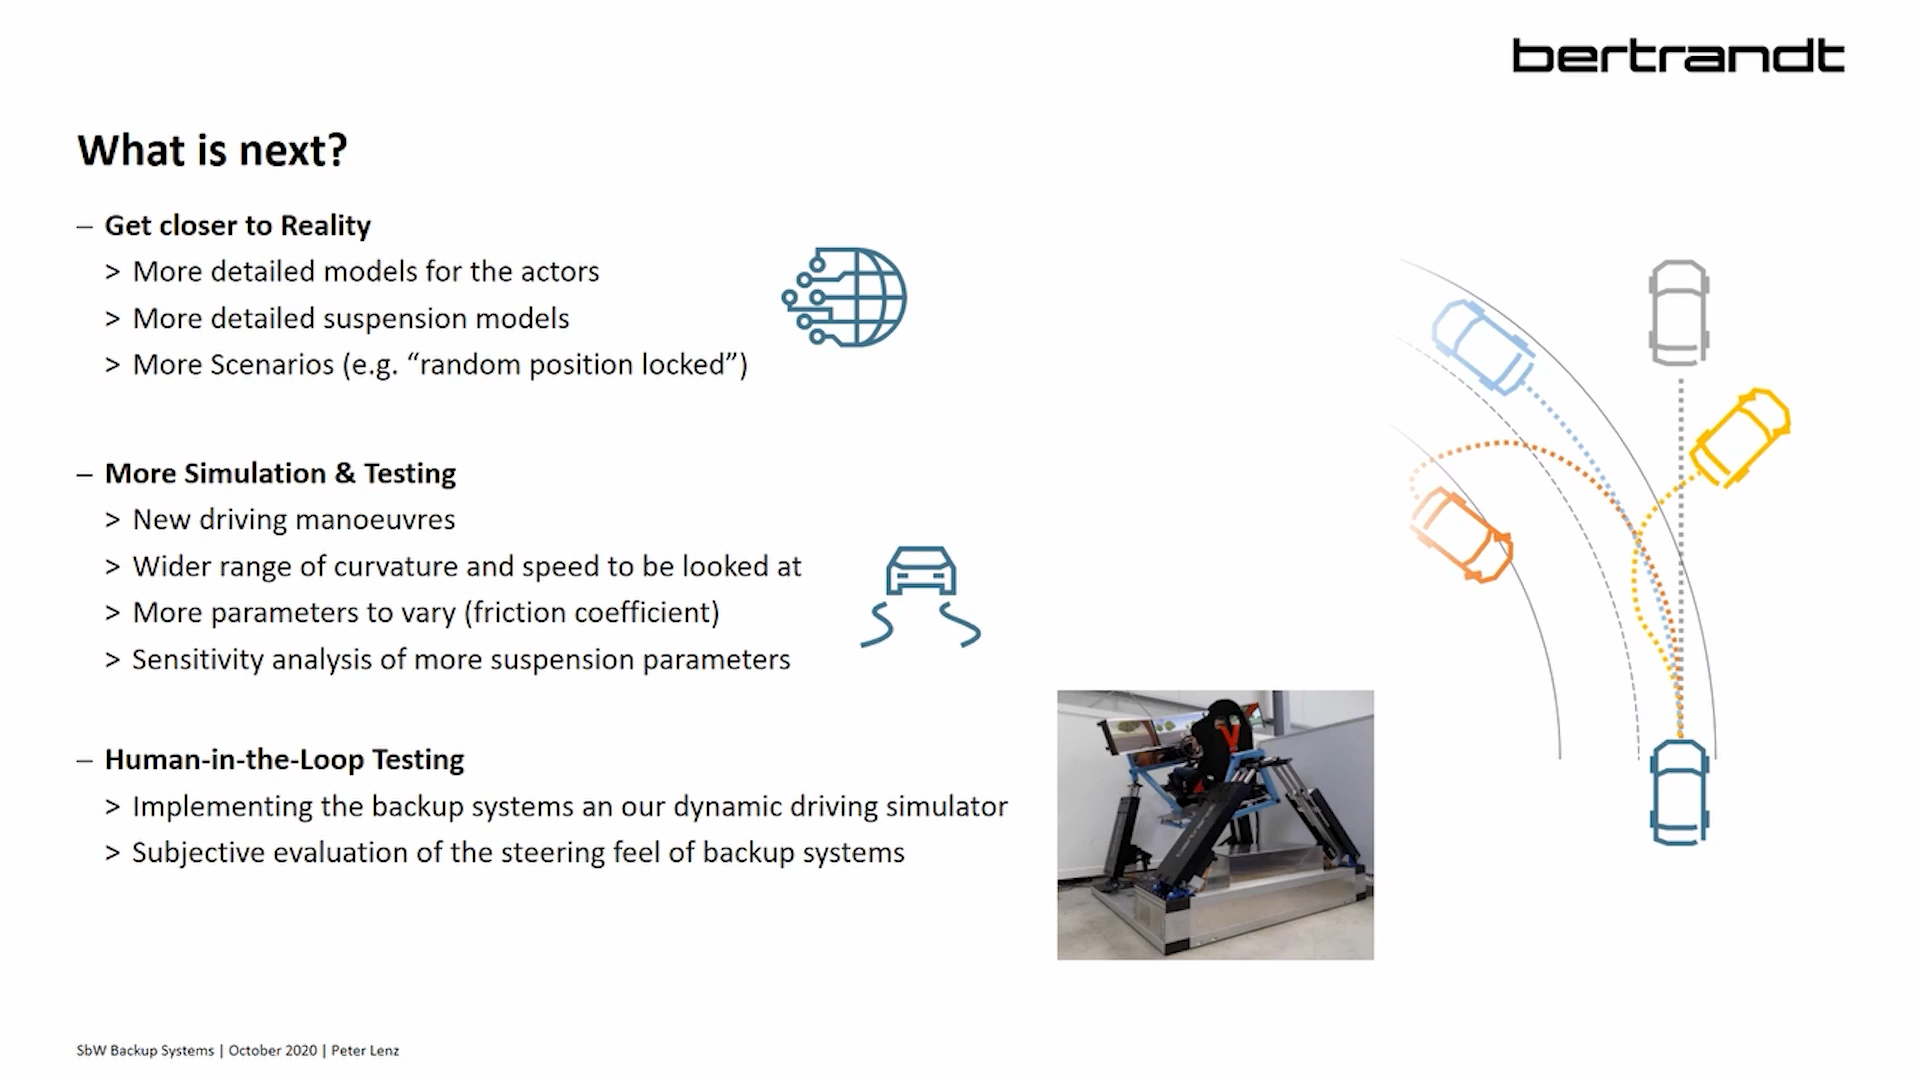 bertrandt
What is next?
– Get closer to Reality
> More detailed models for the actors
> More detailed suspension models
> More Scenarios (e.g. “random position locked”)
– More Simulation & Testing
> New driving manoeuvres
> Wider range of curvature and speed to be looked at
> More parameters to vary (friction coefficient)
> Sensitivity analysis of more suspension parameters
– Human-in-the-Loop Testing
> Implementing the backup systems an our dynamic driving simulator
> Subjective evaluation of the steering feel of backup systems
SbW Backup Systems | October 2020 | Peter Lenz